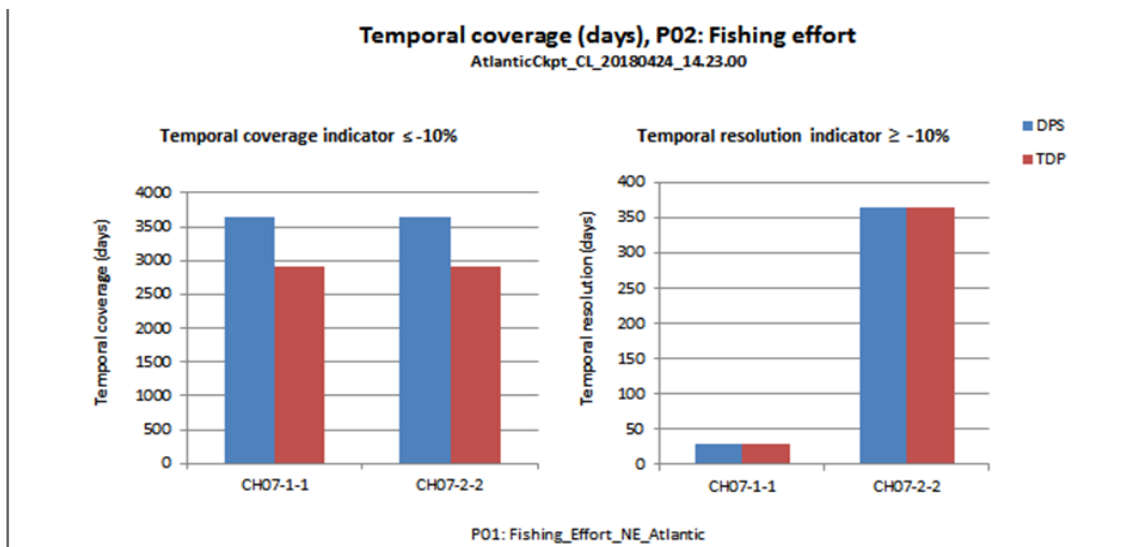 Temporal coverage (days), P02: Fishing effort
AtlanticCkpt_CL_20180424_14.23.00
Temporal coverage indicator ≤ -10%
Temporal coverage (days)
4000
3500
3000
2500
2000
1500
1000
500
0
CH07-1-1
CH07-2-2
Temporal resolution indicator ≥ -10%
Temporal resolution (days)
400
350
300
250
200
150
100
50
0
CH07-1-1
CH07-2-2
DPS
TDP
P01: Fishing_Effort_NE_Atlantic